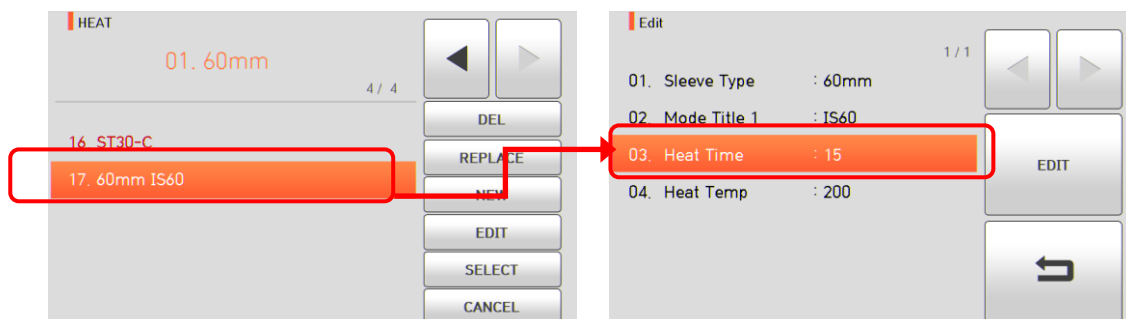 HEAT
01. 60mm
4/ 4
16 ST30-C
17. 60mm IS60
DEL
REPLACE
NEW
EDIT
SELECT
CANCEL
Edit
1 / 1
01. Sleeve Type : 60mm
02. Mode Title 1 : IS60
03. Heat Time : 15
04. Heat Temp : 200
EDIT